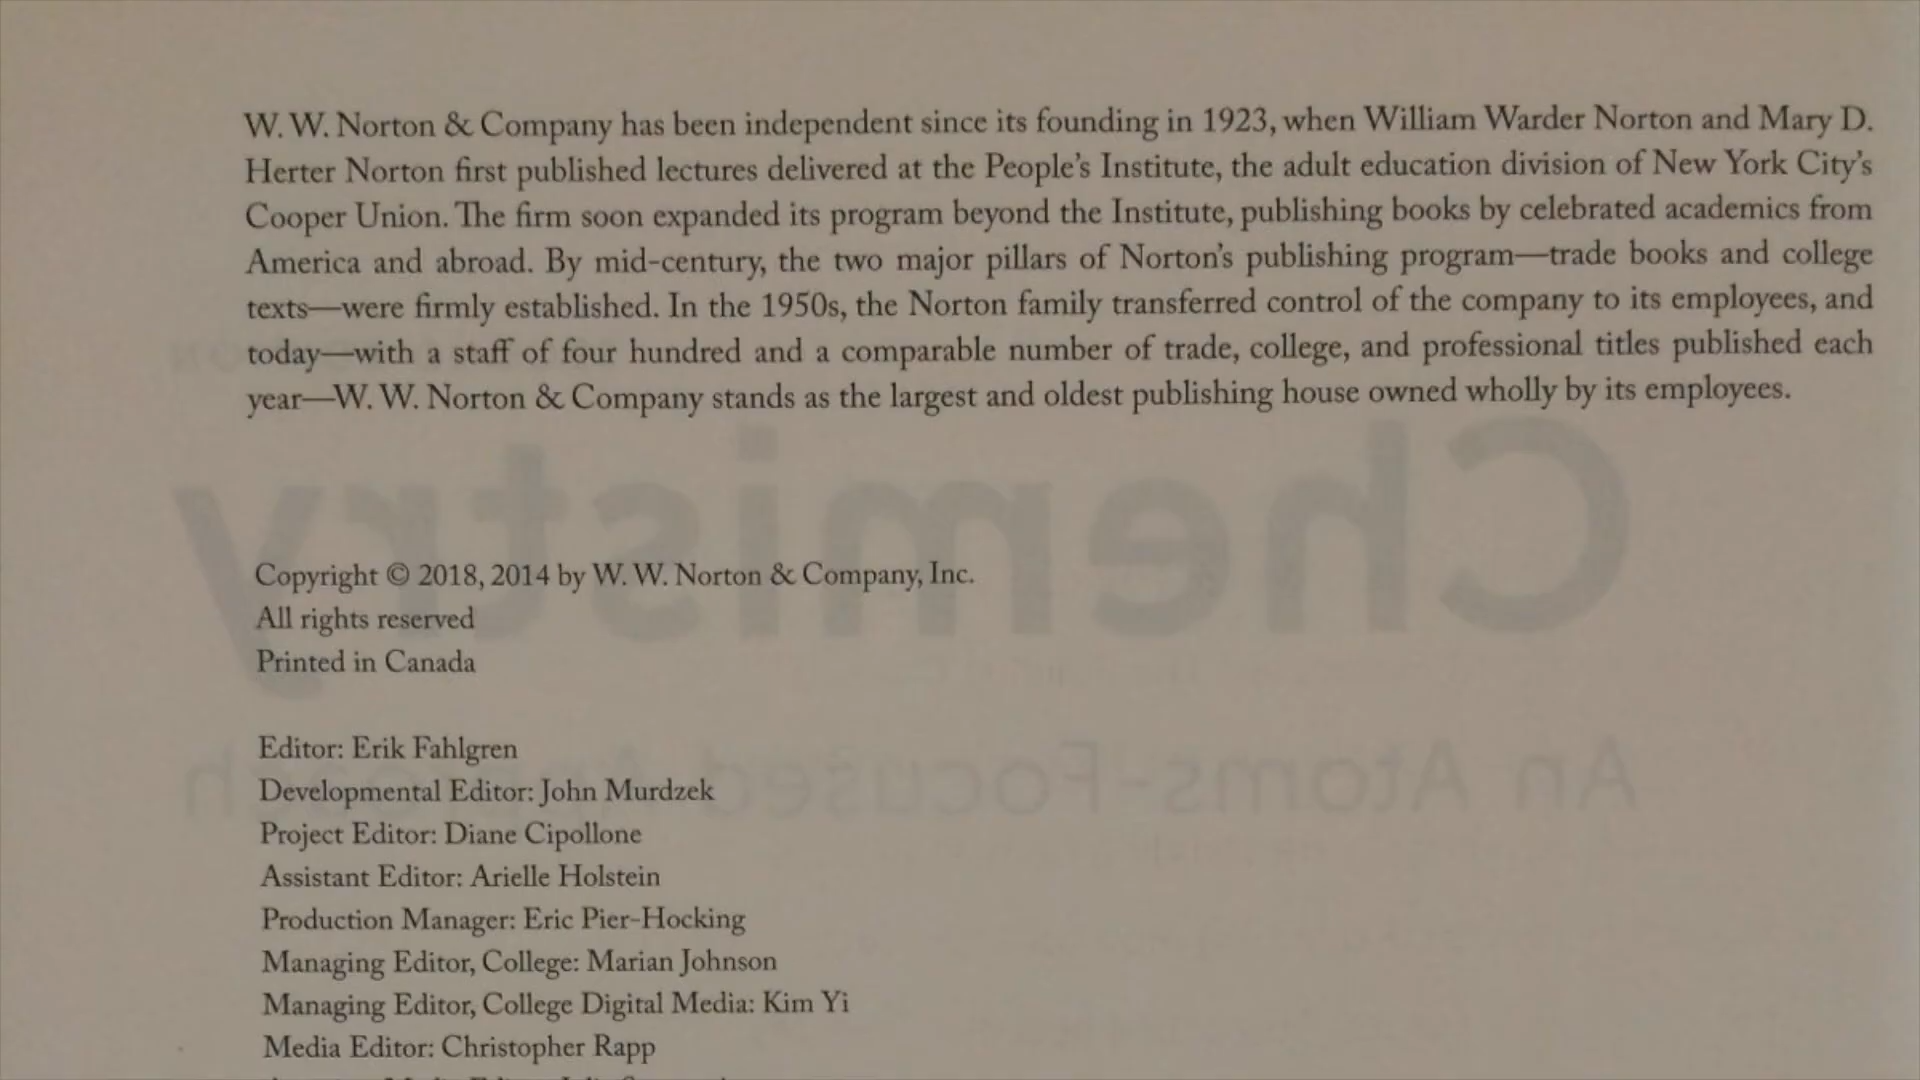 W. W. Norton & Company has been independent since its founding in 1923, when William Warder Norton and Mary D.
Herter Norton first published lectures delivered at the People's Institute, the adult education division of New York City's
Cooper Union. The firm soon expanded its program beyond the Institute, publishing books by celebrated academics from
America and abroad. By mid-century, the two major pillars of Norton's publishing program—trade books and college
texts—were firmly established. In the 1950s, the Norton family transferred control of the company to its employees, and
today—with a staff of four hundred and a comparable number of trade, college, and professional titles published each
year—W. W. Norton & Company stands as the largest and oldest publishing house owned wholly by its employees.
Chemistry
Copyright © 2018, 2014 by W. W. Norton & Company, Inc.
All rights reserved
Printed in Canada
An Atoms-Focused Approach
Editor: Erik Fahlgren
Developmental Editor: John Murdzek
Project Editor: Diane Cipollone
Assistant Editor: Arielle Holstein
Production Manager: Eric Pier-Hocking
Managing Editor, College: Marian Johnson
Managing Editor, College Digital Media: Kim Yi
Media Editor: Christopher Rapp